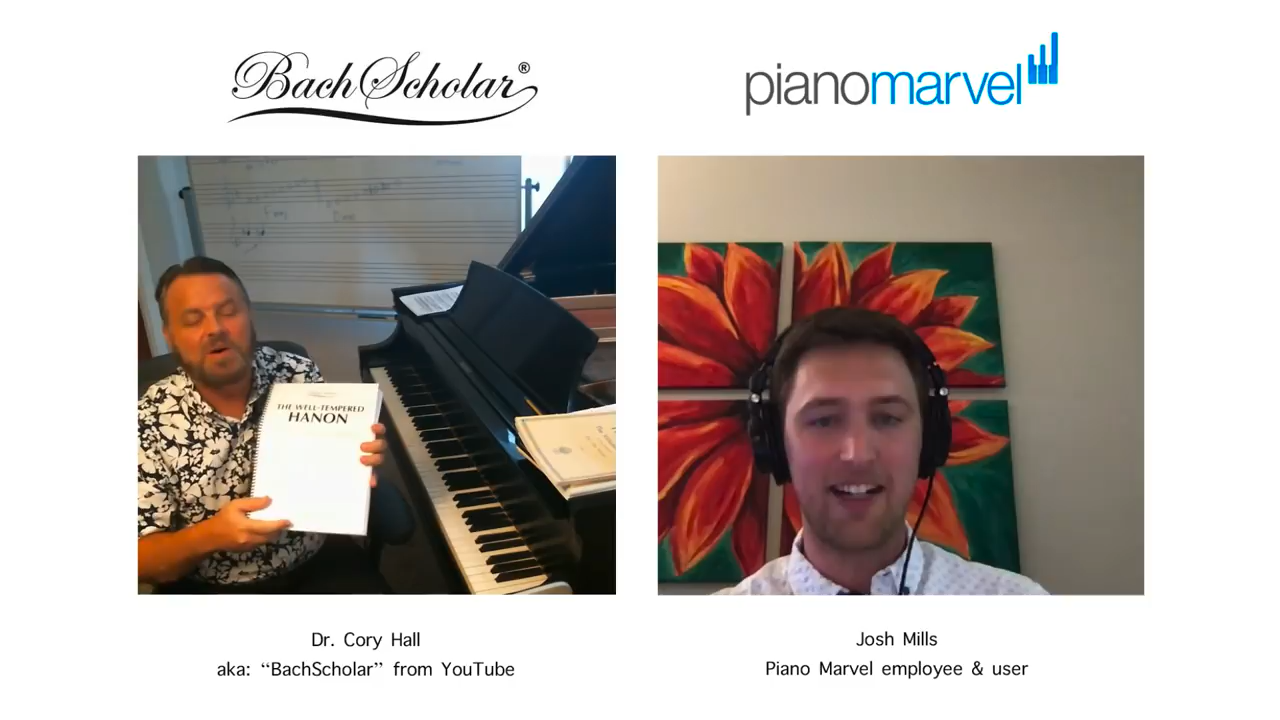 BachScholar®
pianomarvel
THE WELL-TEMPERED
HANON
Dr. Cory Hall
Josh Mills
aka: “BachScholar” from YouTube
Piano Marvel employee & user